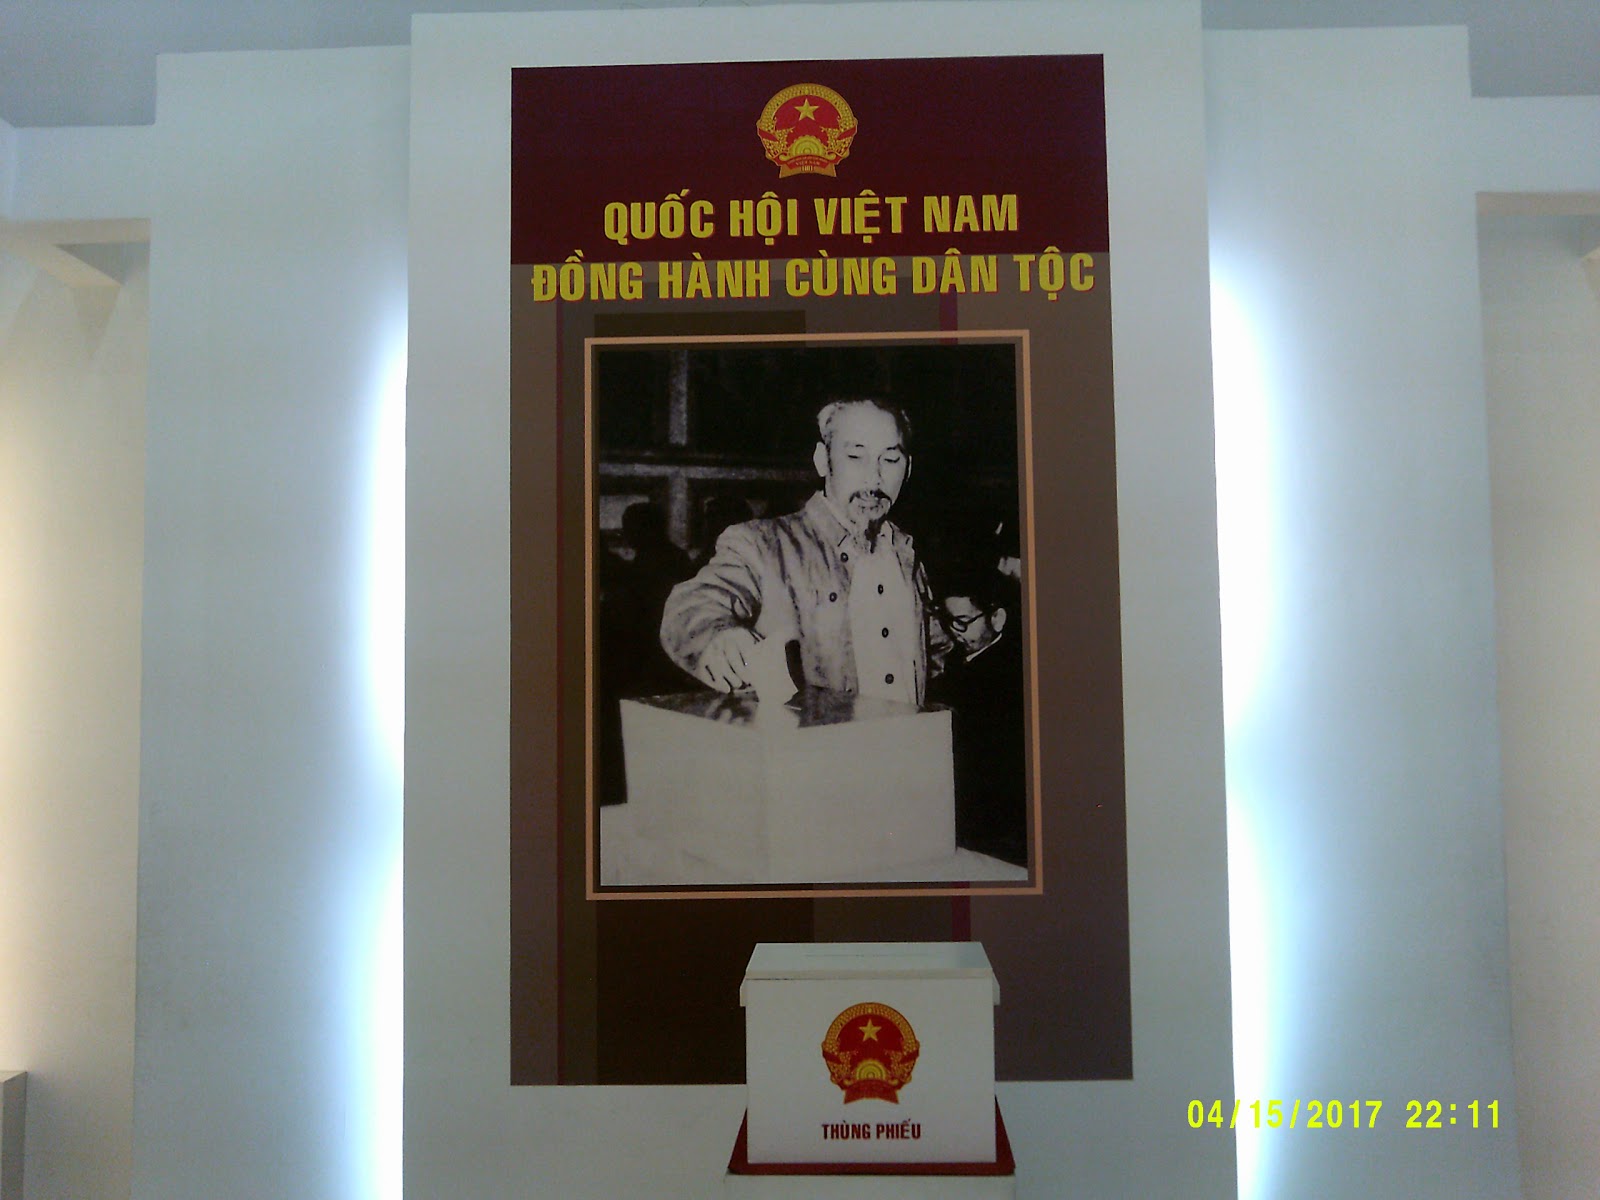 QUỐC HỘI VIỆT NAM
ĐỒNG HÀNH CÙNG DÂN TỘC
THÙNG PHIẾU
04/15/2017 22:11